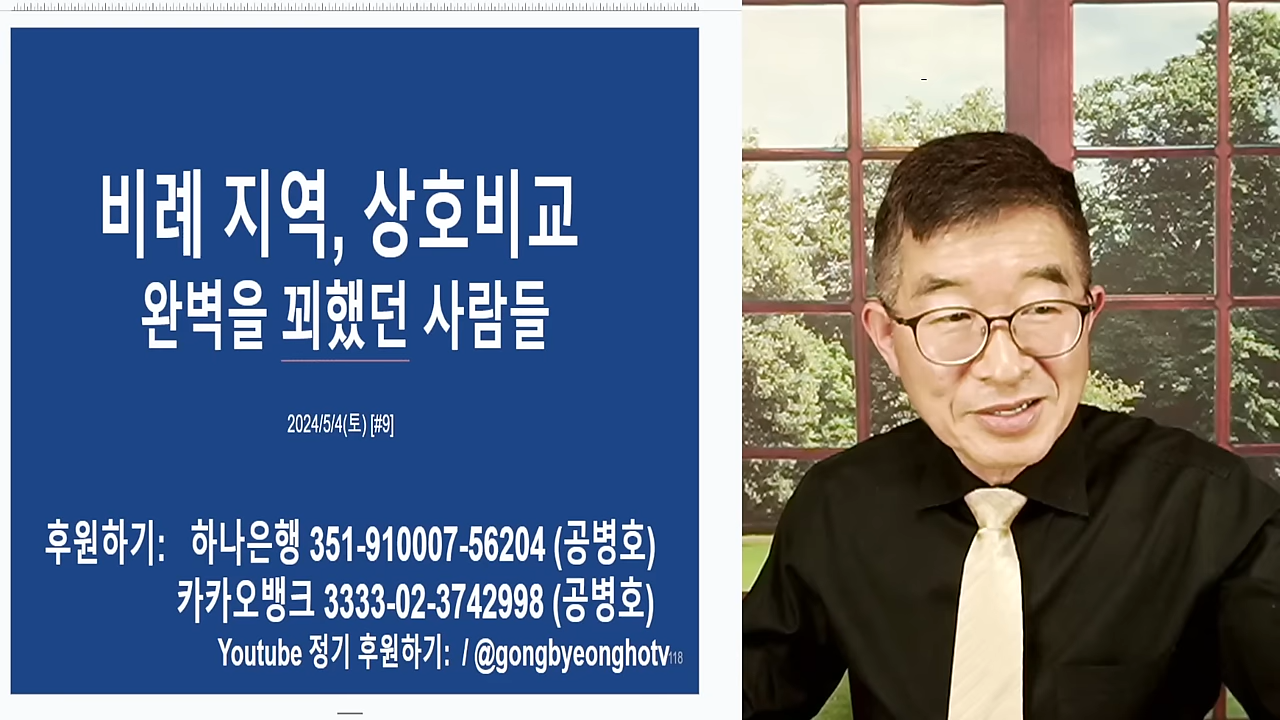 비례 지역, 상호비교
완벽을 꾀했던 사람들
2024/5/4(토) [#9]
후원하기: 하나은행 351-910007-56204 (공병호)
카카오뱅크 3333-02-3742998 (공병호)
Youtube 정기 후원하기: / @gongbyeonghotv
118